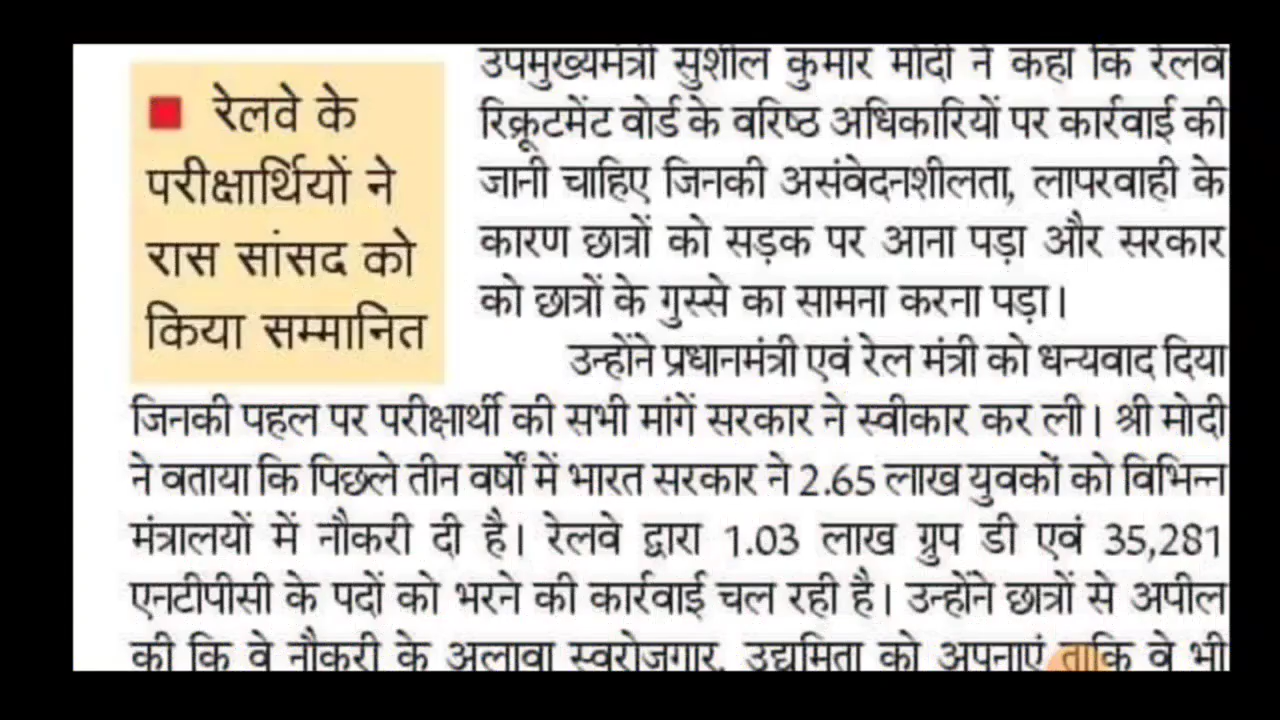 रेलवे के
परीक्षार्थियों ने
रास सांसद को
किया सम्मानित
उपमुख्यमंत्री सुशील कुमार मोदी ने कहा कि रेलवे
रिक्रूटमेंट वोर्ड के वरिष्ठ अधिकारियों पर कार्रवाई की
जानी चाहिए जिनकी असंवेदनशीलता, लापरवाही के
कारण छात्रों को सड़क पर आना पड़ा और सरकार
को छात्रों के गुस्से का सामना करना पड़ा।
उन्होंने प्रधानमंत्री एवं रेल मंत्री को धन्यवाद दिया
जिनकी पहल पर परीक्षार्थी की सभी मांगें सरकार ने स्वीकार कर ली। श्री मोदी
ने वताया कि पिछले तीन वर्षों में भारत सरकार ने 2.65 लाख युवकों को विभिन्न
मंत्रालयों में नौकरी दी है। रेलवे द्वारा 1.03 लाख ग्रुप डी एवं 35,281
एनटीपीसी के पदों को भरने की कार्रवाई चल रही है। उन्होंने छात्रों से अपील
की कि वे नौकरी के अलावा स्वरोजगार, उद्यमिता को अपनाएं ताकि वे भी